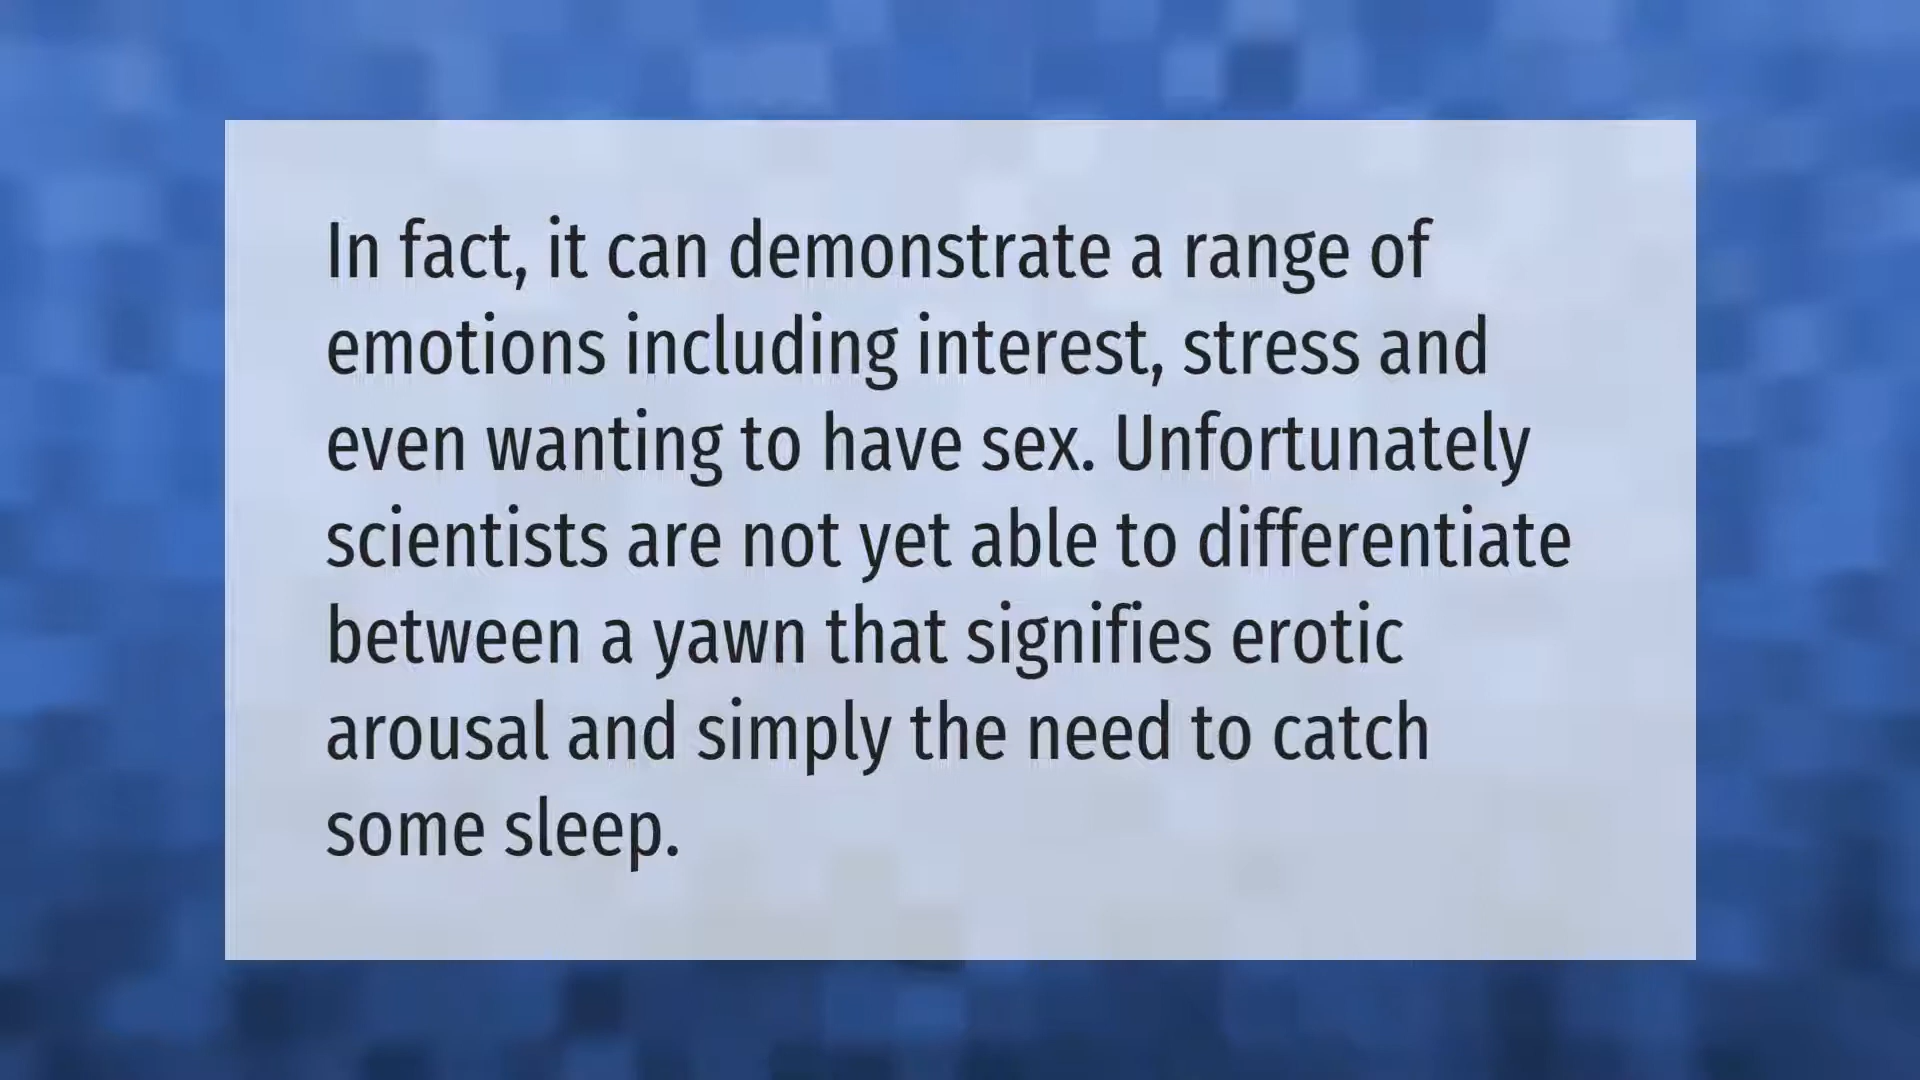 In fact, it can demonstrate a range of
emotions including interest, stress and
even wanting to have sex. Unfortunately
scientists are not yet able to differentiate
between a yawn that signifies erotic
arousal and simply the need to catch
some sleep.